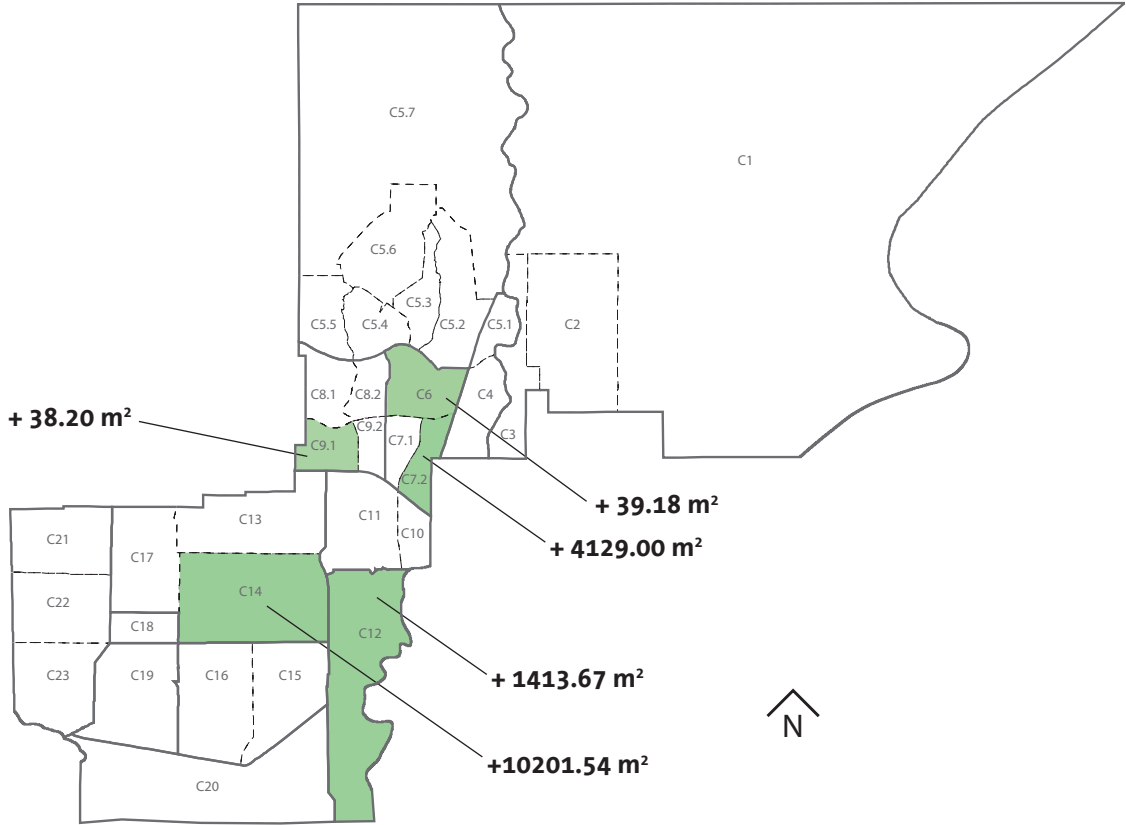 C5.7
C1
C5.6
C5.3
C5.5
C5.4
C5.2
C5.1
C2
C8.1
C8.2
C6
C4
C9.2
C3
+ 38.20 m²
C9.1
C7.1
C7.2
+ 39.18 m²
C13
C11
C10
C21
C17
+ 4129.00 m²
C14
C22
C18
C12
C23
C19
C16
C15
+ 1413.67 m²
N
+10201.54 m²
C20